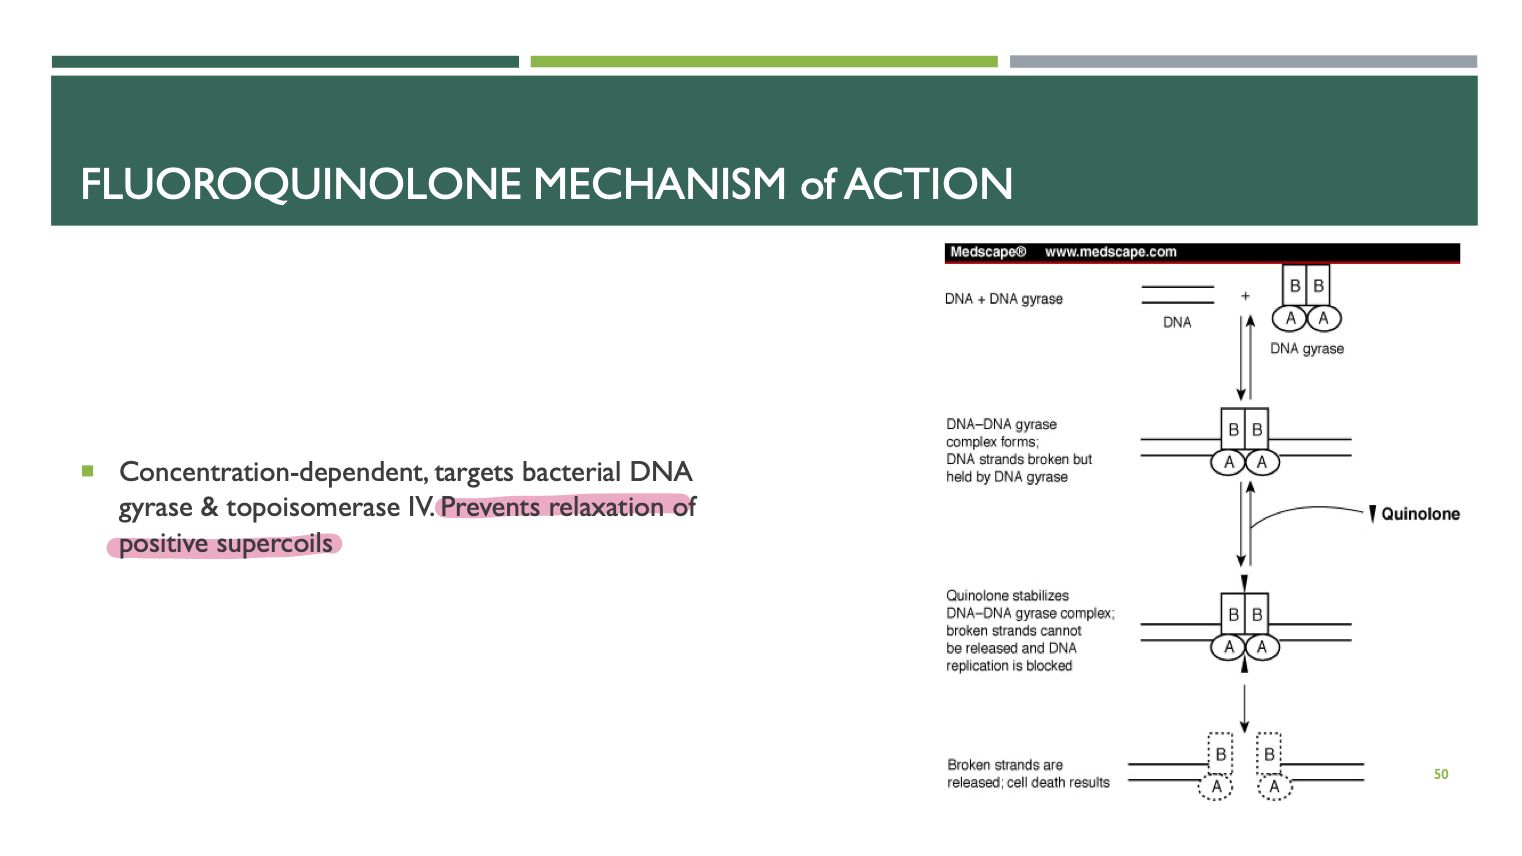 FLUOROQUINOLONE MECHANISM of ACTION
Concentration-dependent, targets bacterial DNA
gyrase & topoisomerase IV. Prevents relaxation of
positive supercoils
Medscape® www.medscape.com
DNA + DNA gyrase
DNA
+
B B
A A
DNA gyrase
DNA–DNA gyrase
complex forms;
DNA strands broken but
held by DNA gyrase
B B
A A
Quinolone
Quinolone stabilizes
DNA–DNA gyrase complex;
broken strands cannot
be released and DNA
replication is blocked
B B
A A
Broken strands are
released; cell death results
B B
A A
50